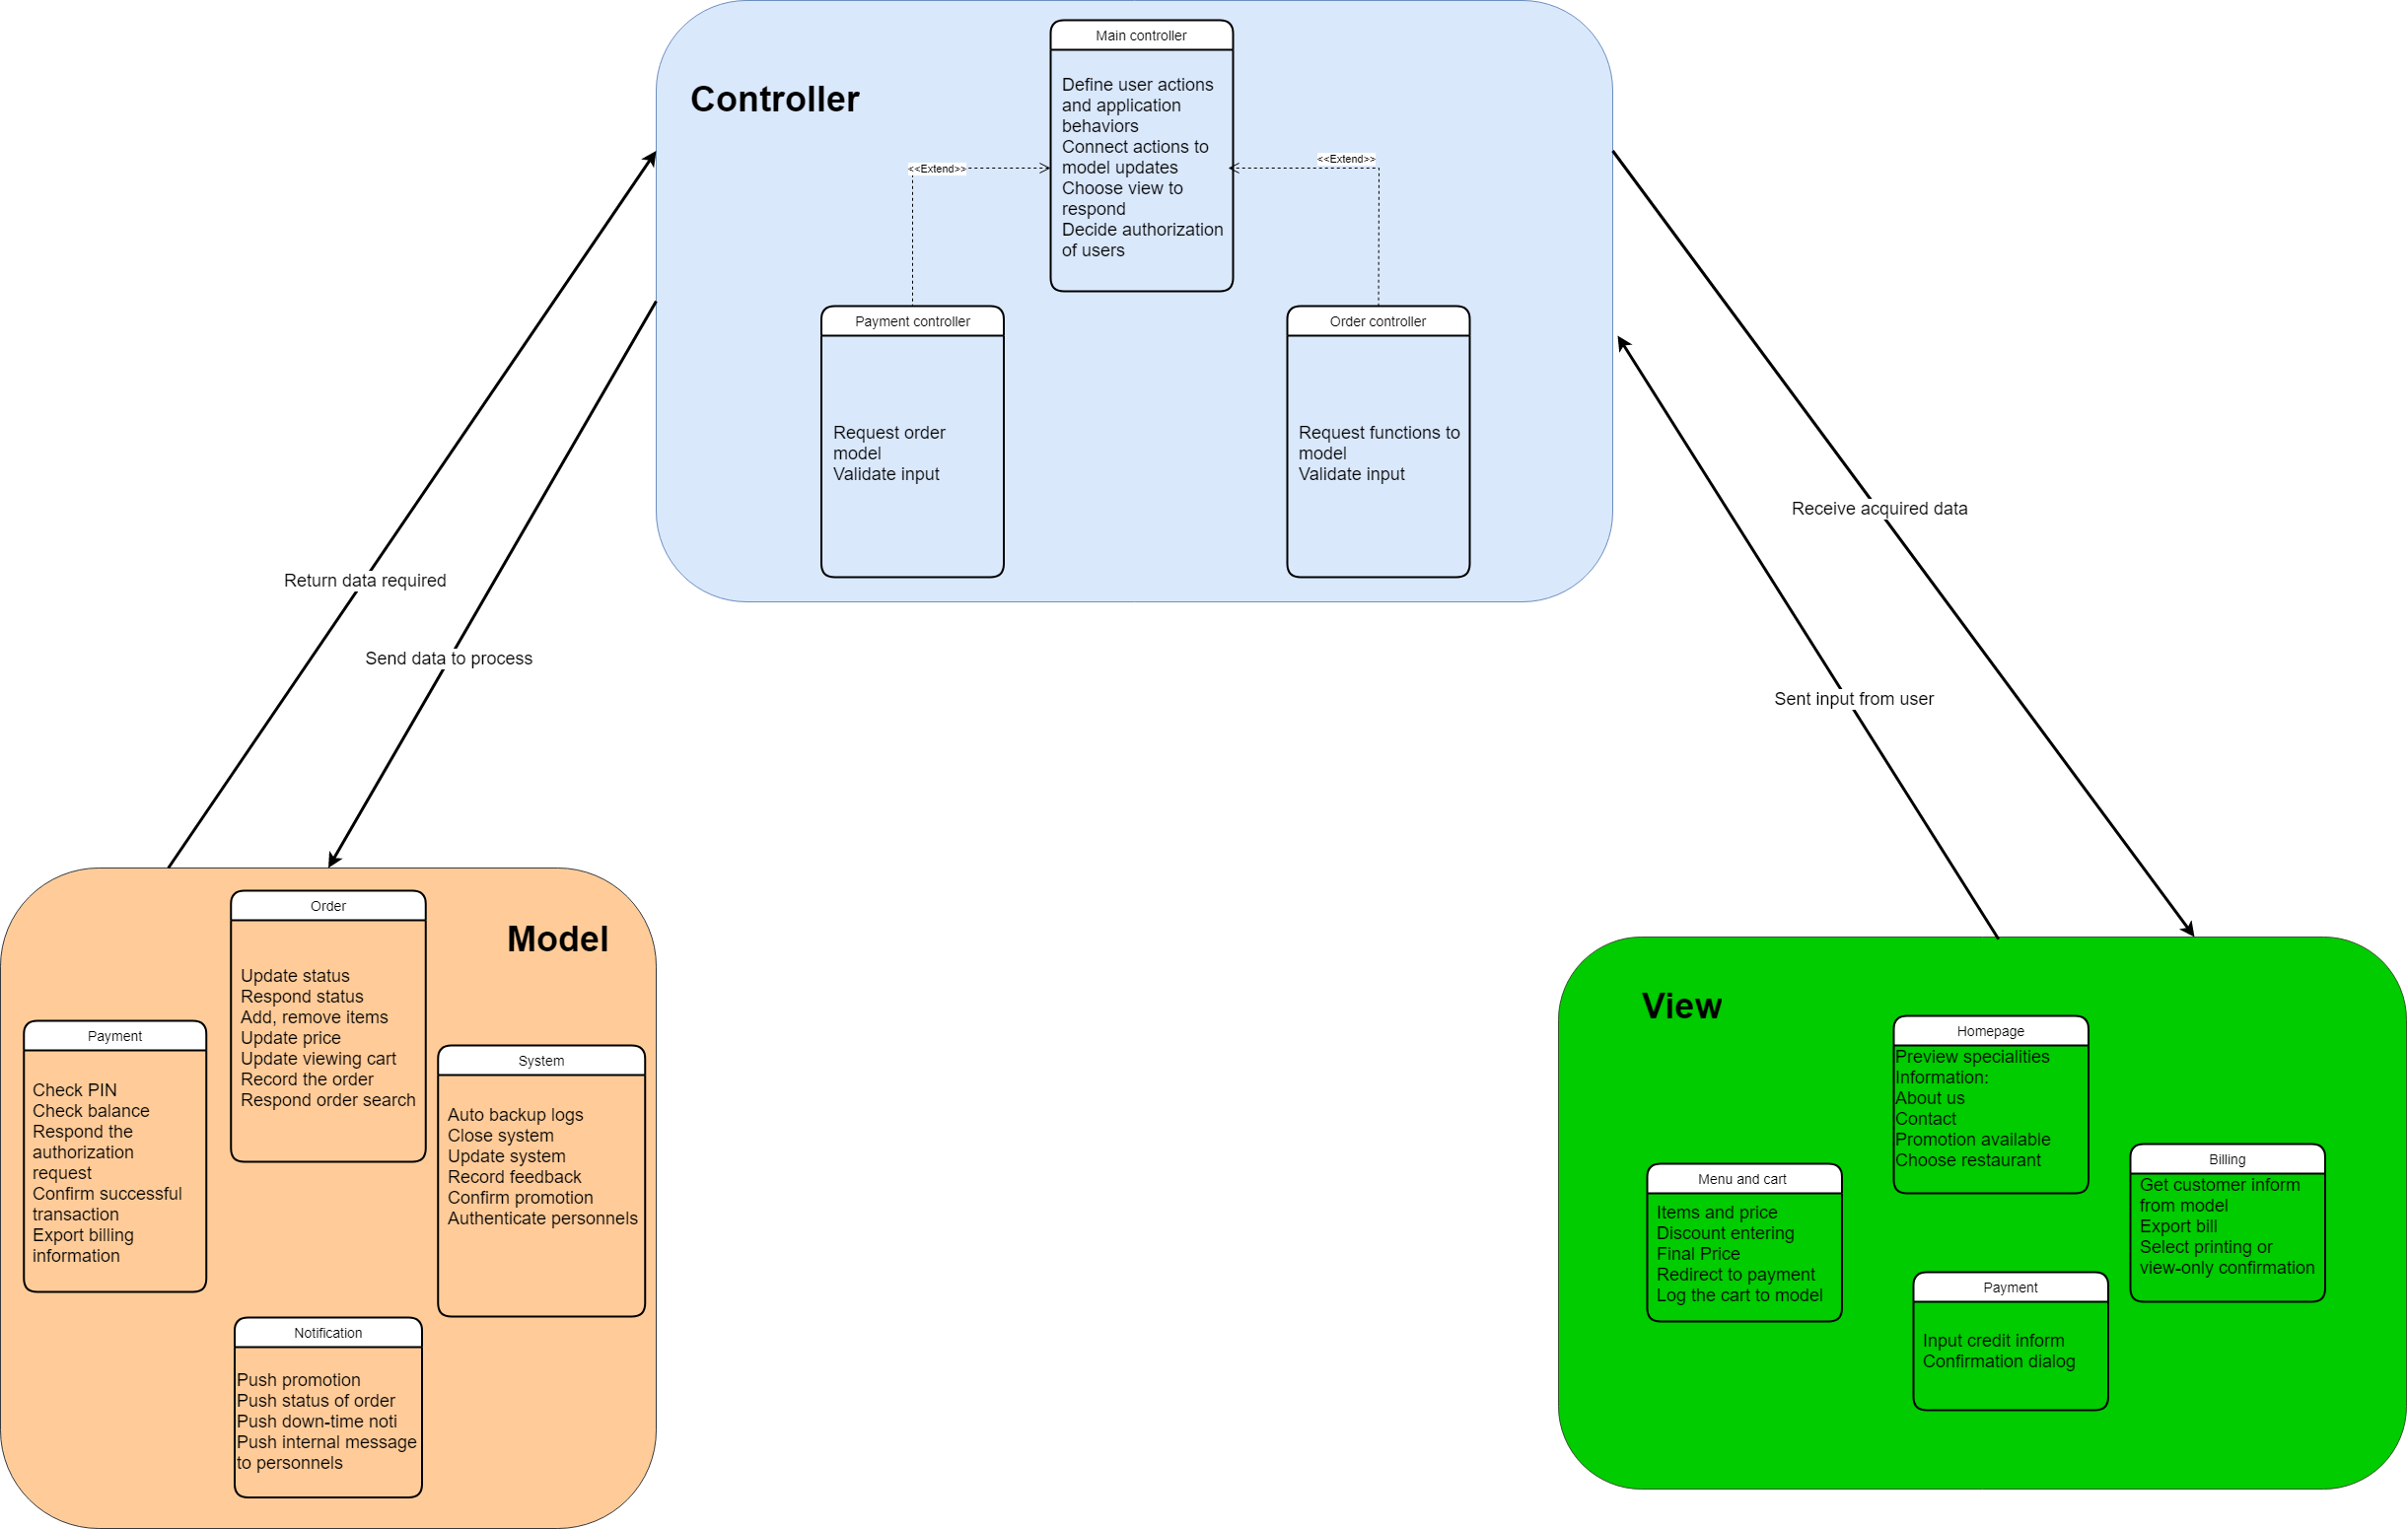 Controller
Main controller
Define user actions
and application
behaviors
Connect actions to
model updates
Choose view to
respond
Decide authorization
of users
<<Extend>>
<<Extend>>
Payment controller
Request order
model
Validate input
Order controller
Request functions to
model
Validate input
Return data required
Send data to process
Receive acquired data
Sent input from user
Model
Order
Update status
Respond status
Add, remove items
Update price
Update viewing cart
Record the order
Respond order search
Payment
Check PIN
Check balance
Respond the
authorization
request
Confirm successful
transaction
Export billing
information
System
Auto backup logs
Close system
Update system
Record feedback
Confirm promotion
Authenticate personnels
Notification
Push promotion
Push status of order
Push down-time noti
Push internal message
to personnels
View
Homepage
Preview specialities
Information:
About us
Contact
Promotion available
Choose restaurant
Menu and cart
Items and price
Discount entering
Final Price
Redirect to payment
Log the cart to model
Billing
Get customer inform
from model
Export bill
Select printing or
view-only confirmation
Payment
Input credit inform
Confirmation dialog